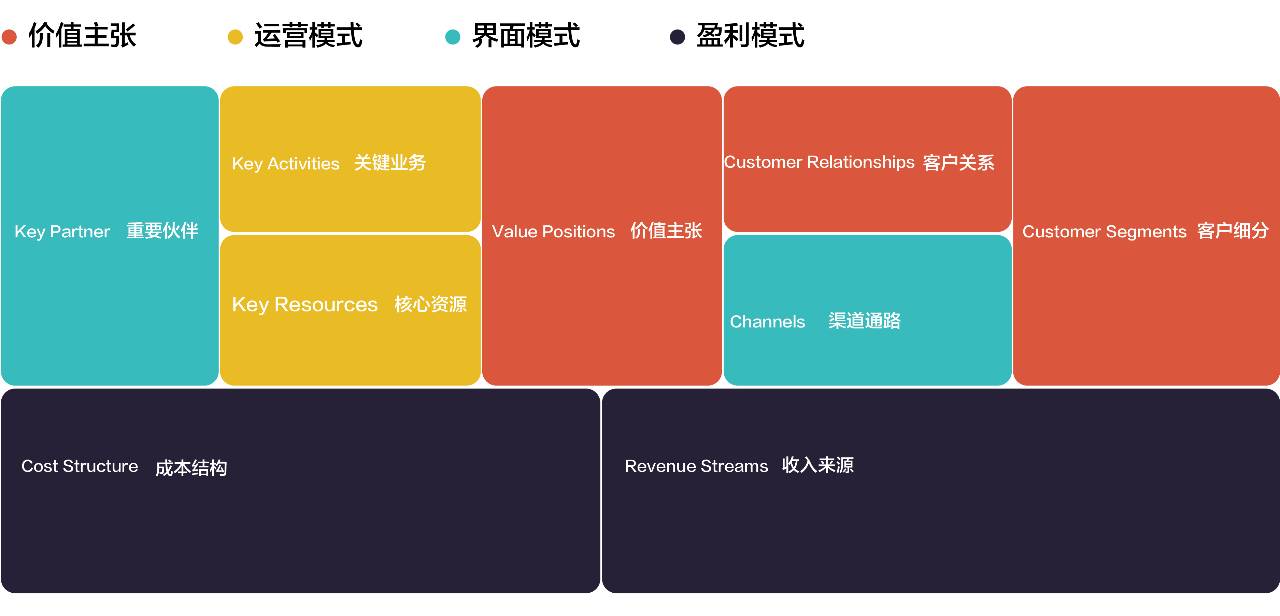 价值主张 运营模式 界面模式 盈利模式
Key Partner 重要伙伴
Key Activities 关键业务
Key Resources 核心资源
Value Positions 价值主张
Customer Relationships 客户关系
Channels 渠道通路
Customer Segments 客户细分
Cost Structure 成本结构
Revenue Streams 收入来源